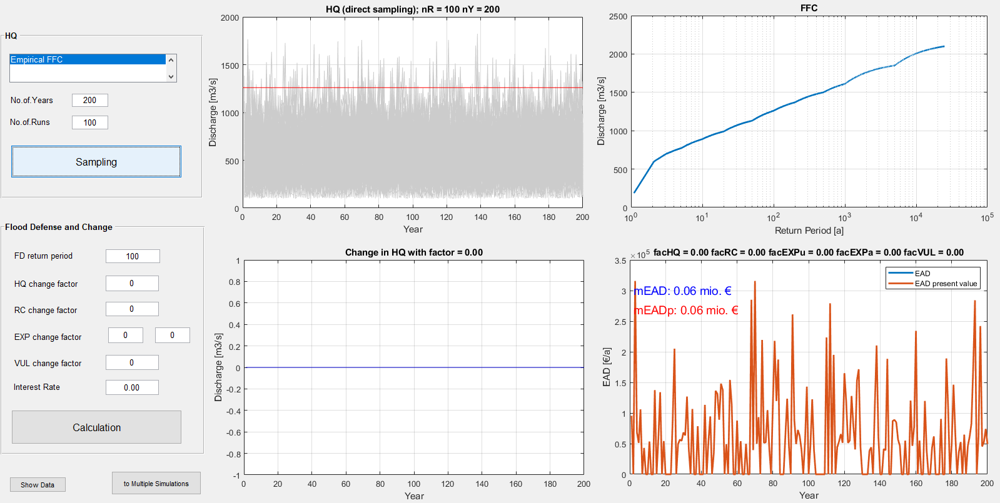 HQ
Empirical FFC
No.of.Years 200
No.of.Runs 100
Sampling
HQ (direct sampling); nR = 100 nY = 200
Discharge [m3/s]
2000
1500
1000
500
0
0 20 40 60 80 100 120 140 160 180 200
Year
FFC
Discharge [m3/s]
2500
2000
1500
1000
500
0
10^0 10^1 10^2 10^3 10^4 10^5
Return Period [a]
Flood Defense and Change
FD return period 100
HQ change factor 0
RC change factor 0
EXP change factor 0 0
VUL change factor 0
Interest Rate 0.00
Calculation
Show Data
to Multiple Simulations
Change in HQ with factor = 0.00
Discharge [m3/s]
1
0.8
0.6
0.4
0.2
0
-0.2
-0.4
-0.6
-0.8
-1
0 20 40 60 80 100 120 140 160 180 200
Year
×10^5 facHQ = 0.00 facRC = 0.00 facEXPu = 0.00 facEXPa = 0.00 facVUL = 0.00
EAD
EAD present value
mEAD: 0.06 mio. €
mEADp: 0.06 mio. €
EAD [€/a]
3.5
3
2.5
2
1.5
1
0.5
0
0 20 40 60 80 100 120 140 160 180 200
Year